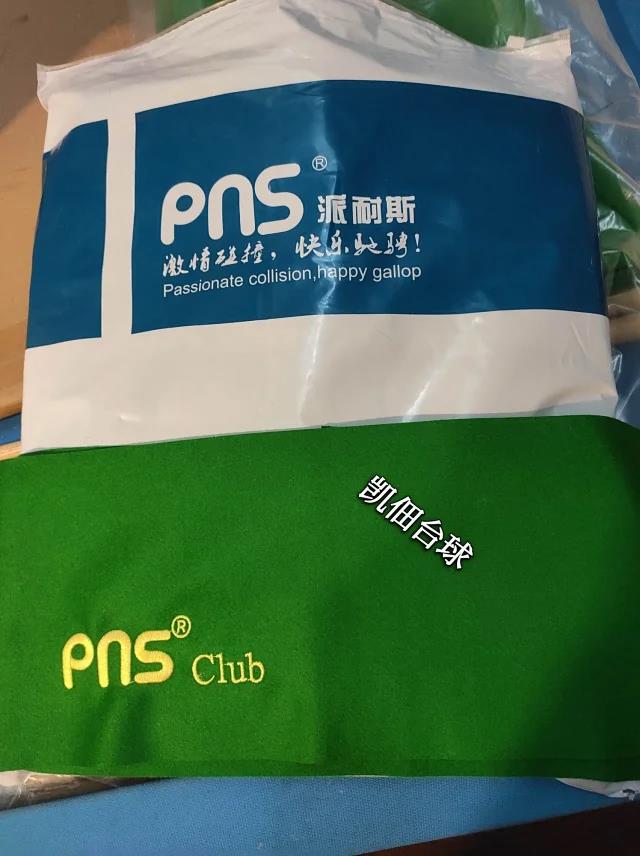 PNS® 派耐斯
激情碰撞，快乐驰骋！
Passionate collision,happy gallop
凯佃台球
PNS® Club